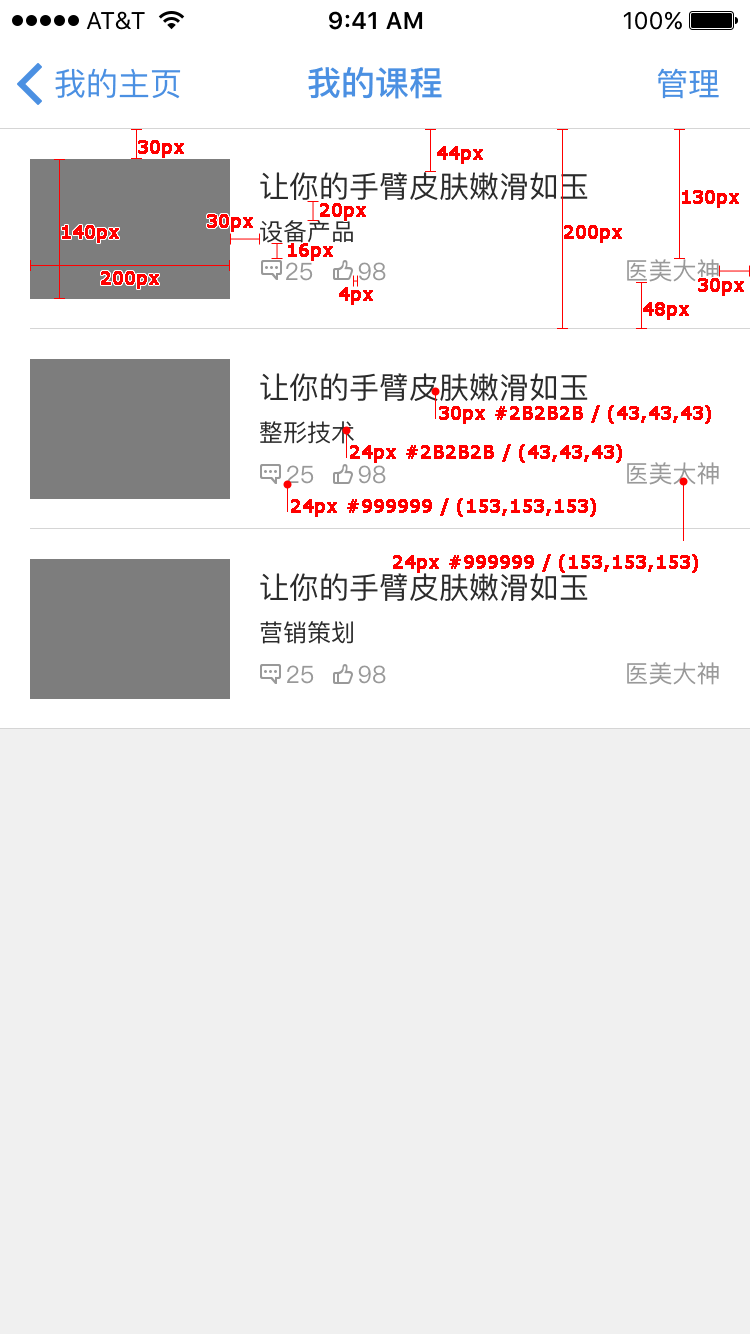 AT&T 9:41 AM 100%
我的主页 我的课程 管理
30px
44px
让你的手臂皮肤嫩滑如玉
130px
20px
30px
140px
设备产品
200px
16px
200px
25 98 医美大神
30px
4px
48px
让你的手臂皮肤嫩滑如玉
30px #2B2B2B / (43,43,43)
整形技术
24px #2B2B2B / (43,43,43)
25 98 医美大神
24px #999999 / (153,153,153)
24px #999999 / (153,153,153)
让你的手臂皮肤嫩滑如玉
营销策划
25 98 医美大神